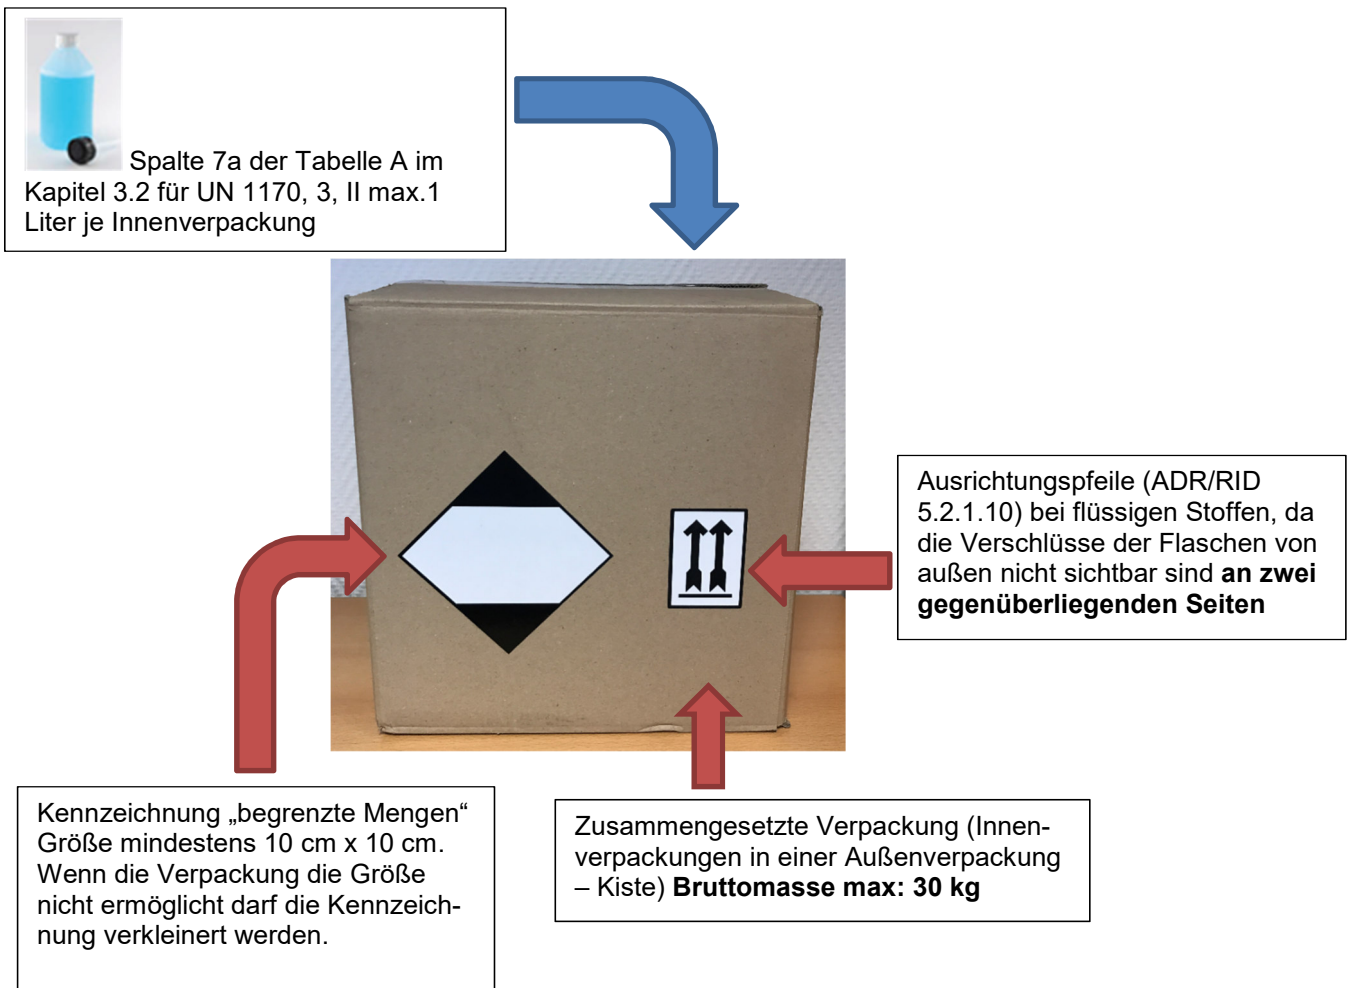 Spalte 7a der Tabelle A im
Kapitel 3.2 für UN 1170, 3, II max.1
Liter je Innenverpackung
Ausrichtungspfeile (ADR/RID
5.2.1.10) bei flüssigen Stoffen, da
die Verschlüsse der Flaschen von
außen nicht sichtbar sind an zwei
gegenüberliegenden Seiten
Kennzeichnung „begrenzte Mengen“
Größe mindestens 10 cm x 10 cm.
Wenn die Verpackung die Größe
nicht ermöglicht darf die Kennzeich-
nung verkleinert werden.
Zusammengesetzte Verpackung (Innen-
verpackungen in einer Außenverpackung
– Kiste) Bruttomasse max: 30 kg